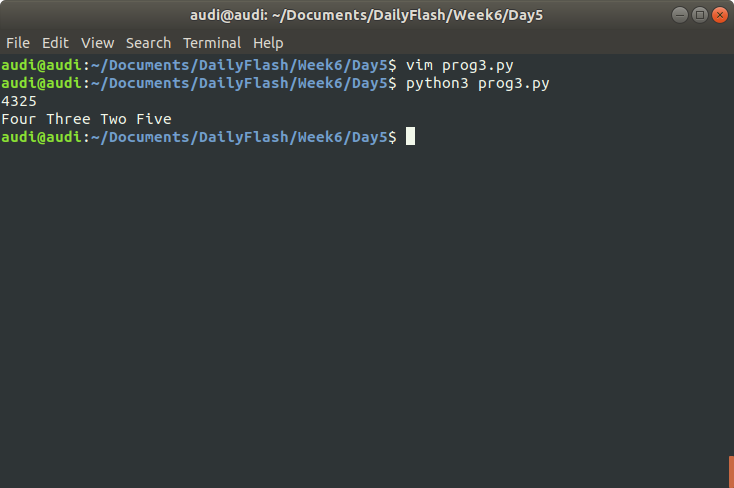 audi@audi: ~/Documents/DailyFlash/Week6/Day5
File Edit View Search Terminal Help
audi@audi:~/Documents/DailyFlash/Week6/Day5$ vim prog3.py
audi@audi:~/Documents/DailyFlash/Week6/Day5$ python3 prog3.py
4325
Four Three Two Five
audi@audi:~/Documents/DailyFlash/Week6/Day5$